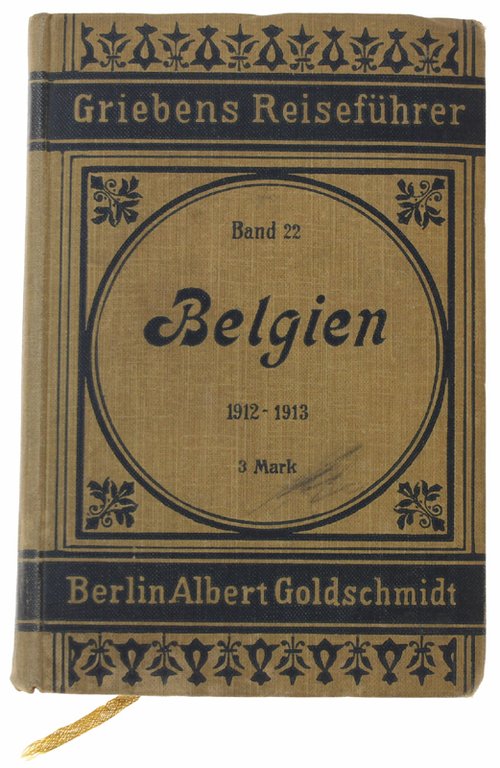 Griebens Reiseführer
Band 22
Belgien
1912-1913
3 Mark
Berlin Albert Goldschmidt